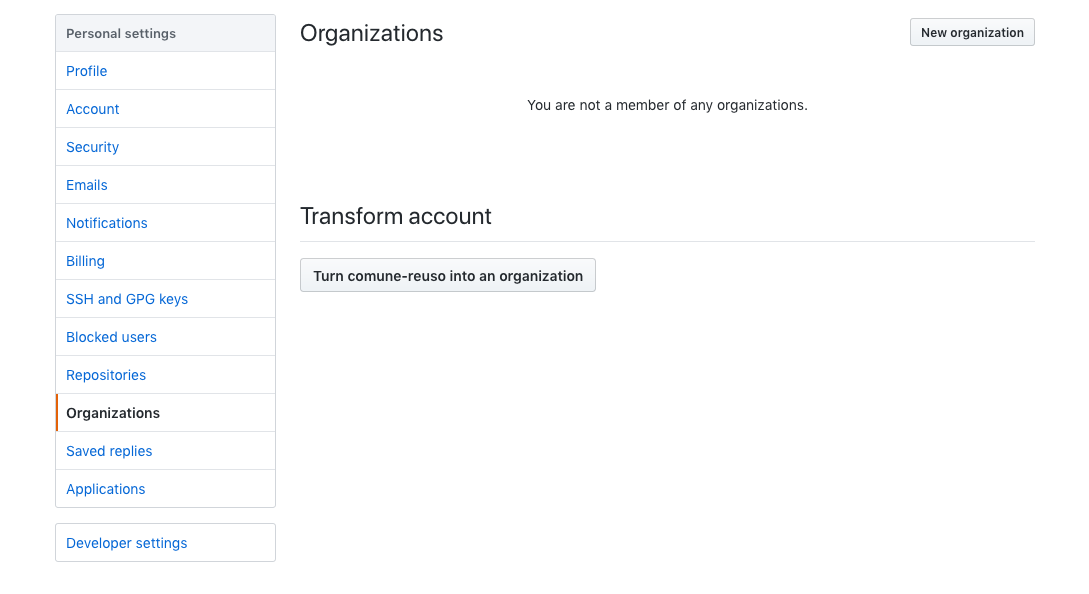 Personal settings
Profile
Account
Security
Emails
Notifications
Billing
SSH and GPG keys
Blocked users
Repositories
Organizations
Saved replies
Applications
Developer settings
Organizations
New organization
You are not a member of any organizations.
Transform account
Turn comune-reuso into an organization